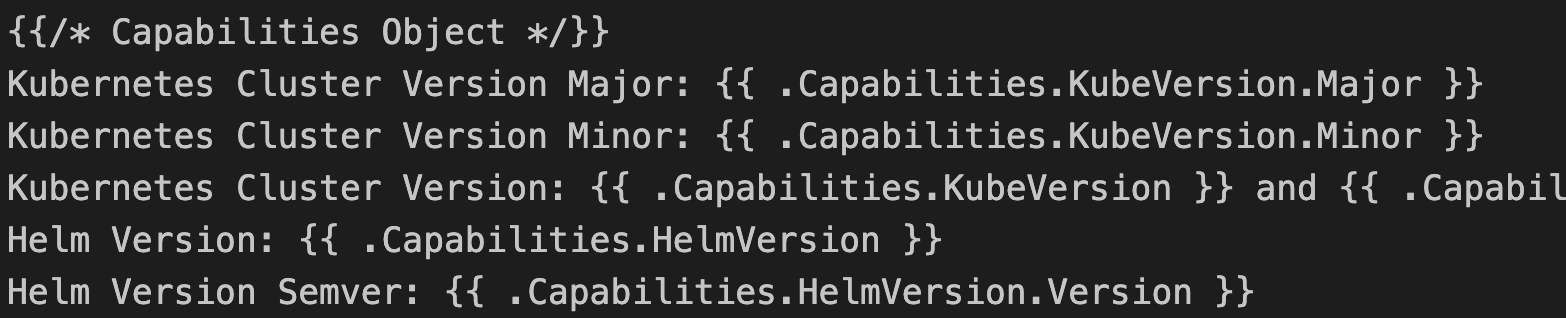 {{/* Capabilities Object */}}
Kubernetes Cluster Version Major: {{ .Capabilities.KubeVersion.Major }}
Kubernetes Cluster Version Minor: {{ .Capabilities.KubeVersion.Minor }}
Kubernetes Cluster Version: {{ .Capabilities.KubeVersion }} and {{ .Capabil
Helm Version: {{ .Capabilities.HelmVersion }}
Helm Version Semver: {{ .Capabilities.HelmVersion.Version }}